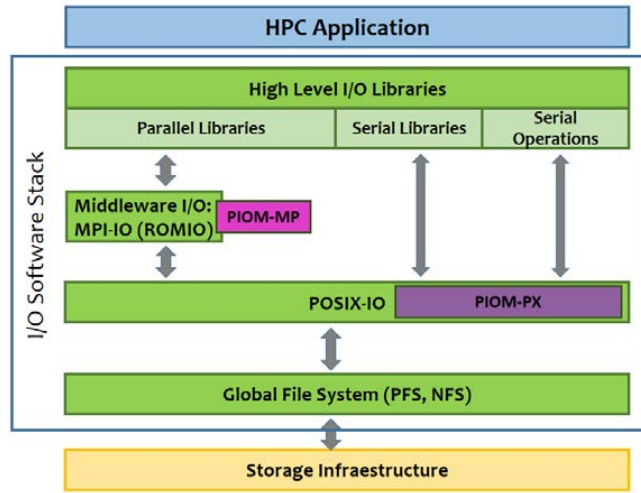 HPC Application
I/O Software Stack
High Level I/O Libraries
Parallel Libraries
Serial Libraries
Serial
Operations
Middleware I/O:
MPI-IO (ROMIO)
PIOM-MP
POSIX-IO
PIOM-PX
Global File System (PFS, NFS)
Storage Infraestructure